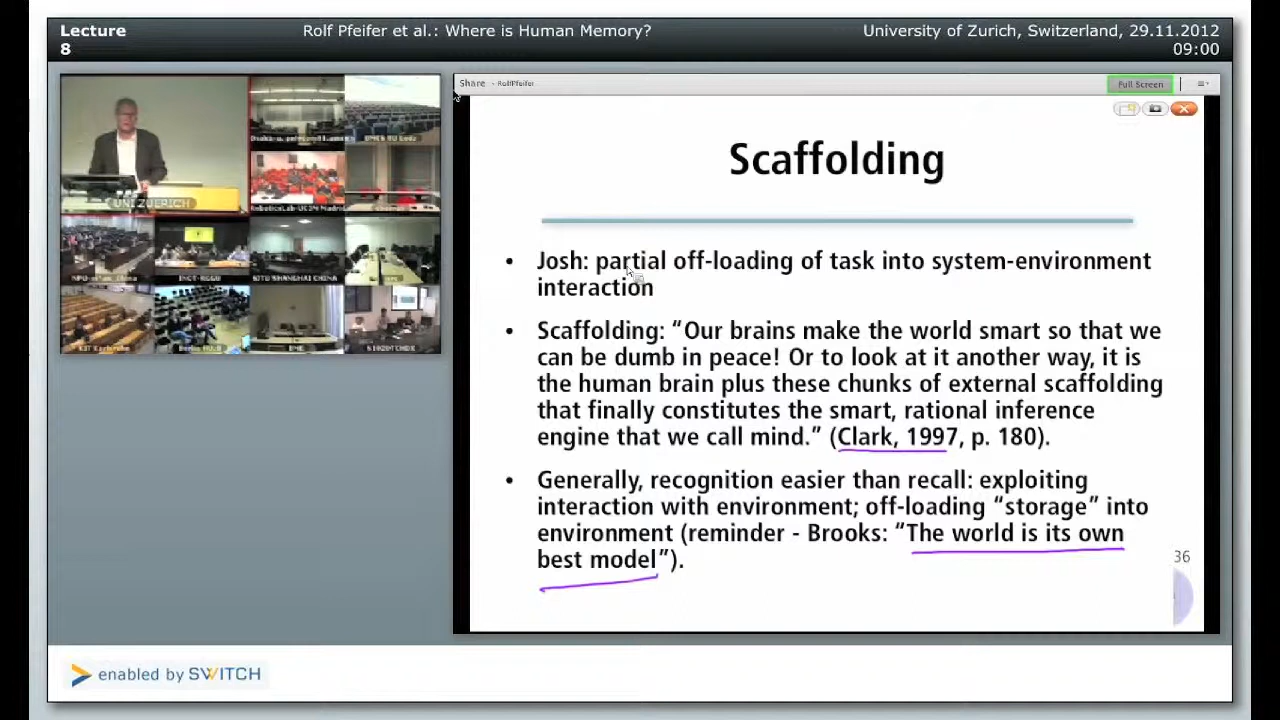 Lecture 8
Rolf Pfeifer et al.: Where is Human Memory?
University of Zurich, Switzerland, 29.11.2012
09:00
Share - RolfPfeifer
Full Screen
UNI ZUERICH
Scaffolding
• Josh: partial off-loading of task into system-environment
interaction
• Scaffolding: “Our brains make the world smart so that we
can be dumb in peace! Or to look at it another way, it is
the human brain plus these chunks of external scaffolding
that finally constitutes the smart, rational inference
engine that we call mind.” (Clark, 1997, p. 180).
• Generally, recognition easier than recall: exploiting
interaction with environment; off-loading “storage” into
environment (reminder - Brooks: “The world is its own
best model”).
36
enabled by SWITCH